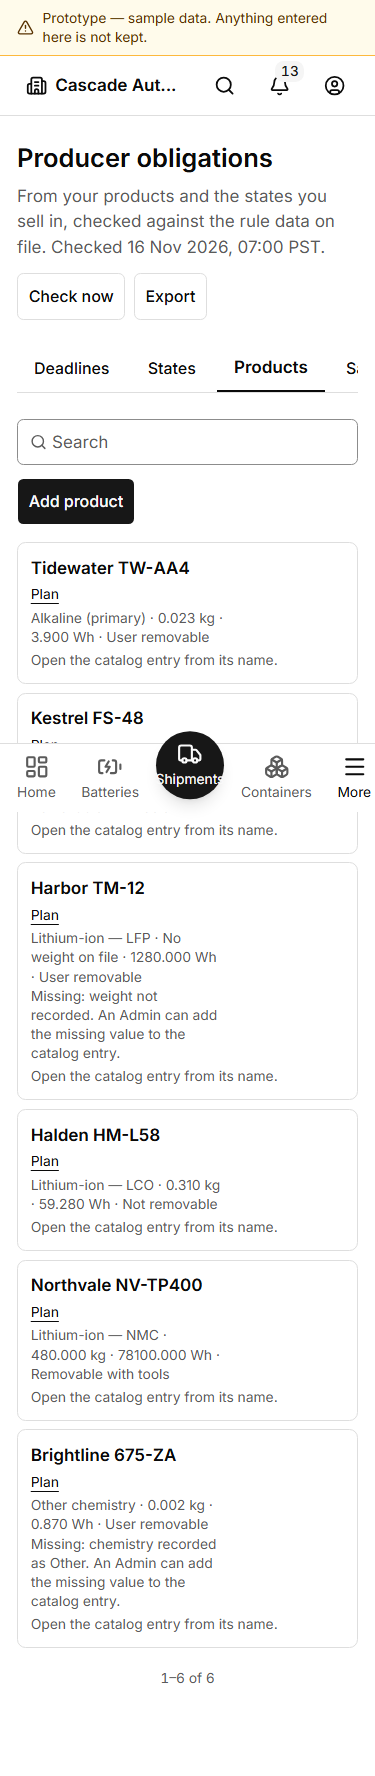 Prototype — sample data. Anything entered
here is not kept.
Cascade Aut...
13
Producer obligations
From your products and the states you
sell in, checked against the rule data on
file. Checked 16 Nov 2026, 07:00 PST.
Check now
Export
Deadlines
States
Products
Search
Add product
Tidewater TW-AA4
Plan
Alkaline (primary) · 0.023 kg ·
3.900 Wh · User removable
Open the catalog entry from its name.
Kestrel FS-48
Home
Batteries
Shipments
Containers
More
Open the catalog entry from its name.
Harbor TM-12
Plan
Lithium-ion — LFP · No
weight on file · 1280.000 Wh
· User removable
Missing: weight not
recorded. An Admin can add
the missing value to the
catalog entry.
Open the catalog entry from its name.
Halden HM-L58
Plan
Lithium-ion — LCO · 0.310 kg
· 59.280 Wh · Not removable
Open the catalog entry from its name.
Northvale NV-TP400
Plan
Lithium-ion — NMC ·
480.000 kg · 78100.000 Wh ·
Removable with tools
Open the catalog entry from its name.
Brightline 675-ZA
Plan
Other chemistry · 0.002 kg ·
0.870 Wh · User removable
Missing: chemistry recorded
as Other. An Admin can add
the missing value to the
catalog entry.
Open the catalog entry from its name.
1–6 of 6